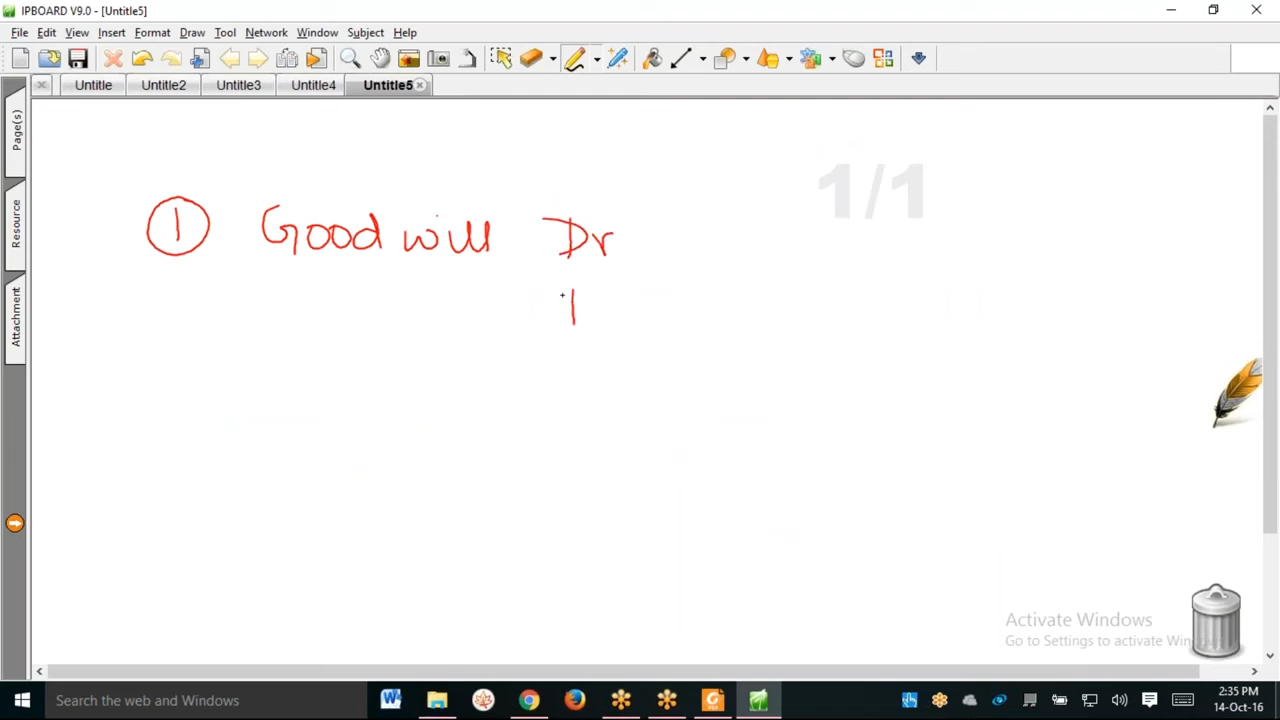 IPBOARD V9.0 - [Untitle5]
File Edit View Insert Format Draw Tool Network Window Subject Help
Untitle Untitle2 Untitle3 Untitle4 Untitle5
Page(s)
Resource
Attachment
1/1
1 Goodwill Dr
Activate Windows
Go to Settings to activate Win
Search the web and Windows
2:35 PM
14-Oct-16